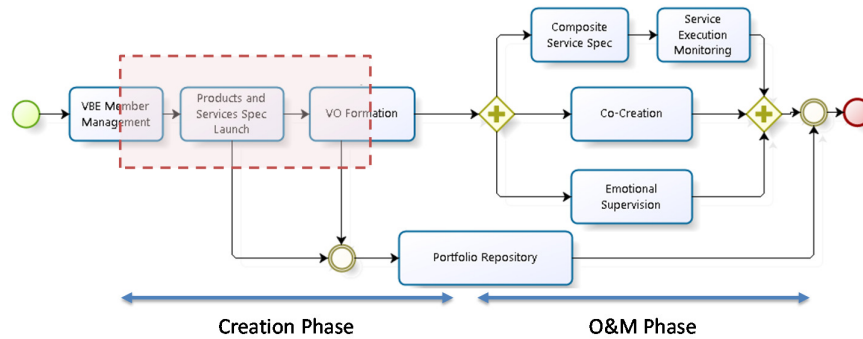 Composite
Service Spec
Service
Execution
Monitoring
VBE Member
Management
Products and
Services Spec
Launch
VO Formation
Co-Creation
Emotional
Supervision
Portfolio Repository
Creation Phase
O&M Phase